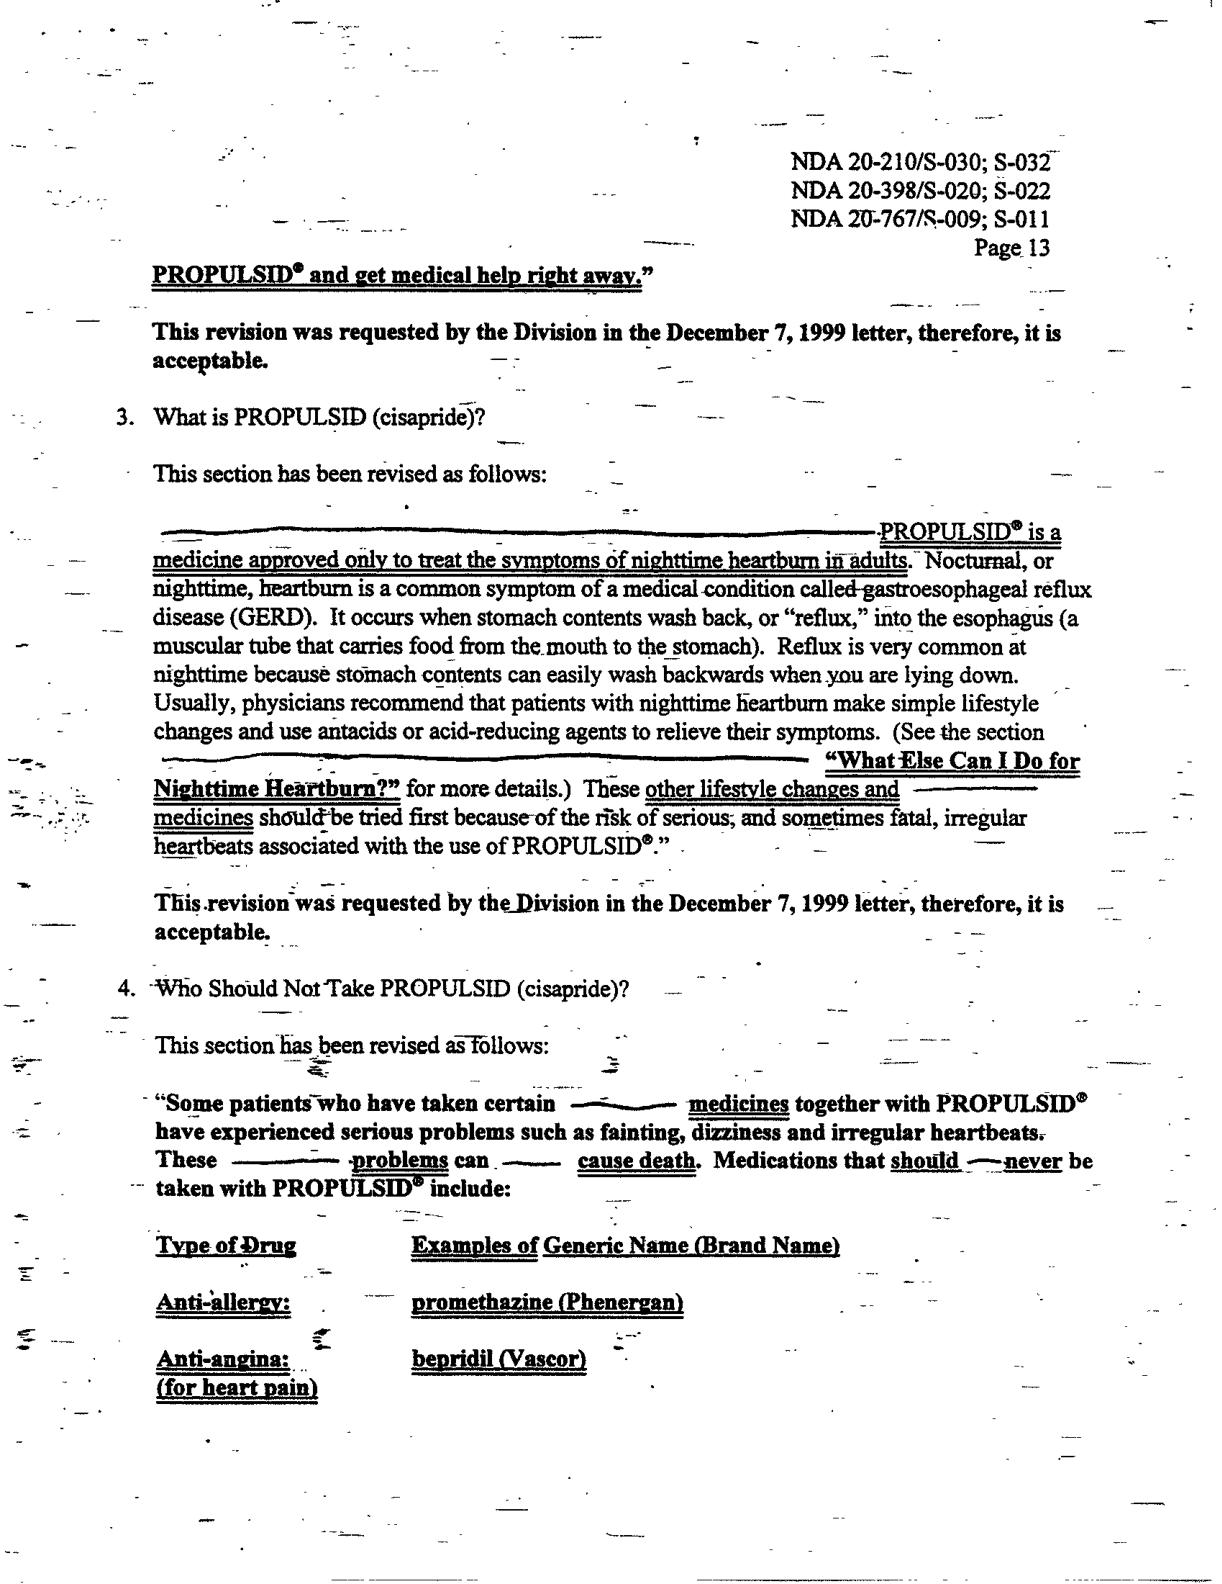 NDA 20-210/S-030; S-032
NDA 20-398/S-020; S-022
NDA 20-767/S-009; S-011
Page 13
PROPULSID® and get medical help right away.”
This revision was requested by the Division in the December 7, 1999 letter, therefore, it is
acceptable.
3. What is PROPULSID (cisapride)?
This section has been revised as follows:
PROPULSID® is a
medicine approved only to treat the symptoms of nighttime heartburn in adults. Nocturnal, or
nighttime, heartburn is a common symptom of a medical condition called gastroesophageal reflux
disease (GERD). It occurs when stomach contents wash back, or “reflux,” into the esophagus (a
muscular tube that carries food from the mouth to the stomach). Reflux is very common at
nighttime because stomach contents can easily wash backwards when you are lying down.
Usually, physicians recommend that patients with nighttime heartburn make simple lifestyle
changes and use antacids or acid-reducing agents to relieve their symptoms. (See the section
“What Else Can I Do for
Nighttime Heartburn?” for more details.) These other lifestyle changes and
medicines should be tried first because of the risk of serious, and sometimes fatal, irregular
heartbeats associated with the use of PROPULSID®.”
This revision was requested by the Division in the December 7, 1999 letter, therefore, it is
acceptable.
4. Who Should Not Take PROPULSID (cisapride)?
This section has been revised as follows:
“Some patients who have taken certain medicines together with PROPULSID®
have experienced serious problems such as fainting, dizziness and irregular heartbeats.
These problems can cause death. Medications that should never be
taken with PROPULSID® include:
Type of Drug Examples of Generic Name (Brand Name)
Anti-allergy: promethazine (Phenergan)
Anti-angina: bepridil (Vascor)
(for heart pain)